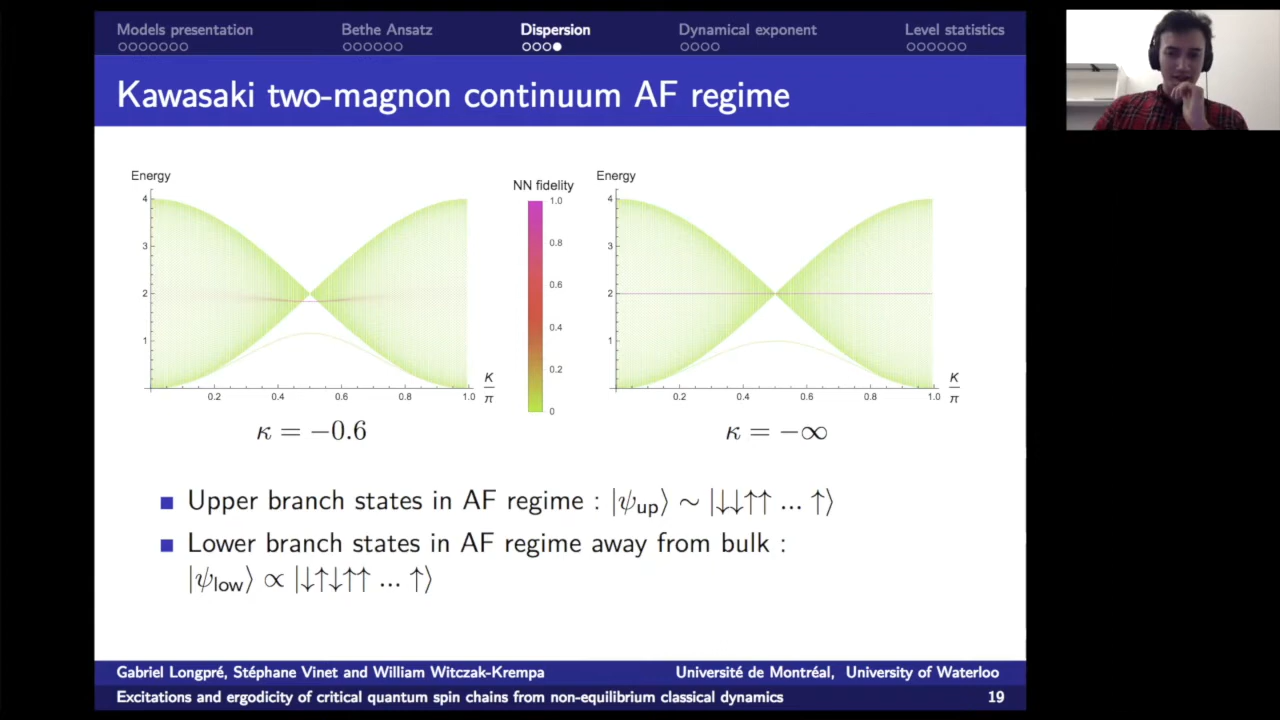 Models presentation
Bethe Ansatz
Dispersion
Dynamical exponent
Level statistics
Kawasaki two-magnon continuum AF regime
Energy
4
3
2
1
0.2 0.4 0.6 0.8 1.0
K
π
κ = −0.6
NN fidelity
1.0
0.8
0.6
0.4
0.2
0
Energy
4
3
2
1
0.2 0.4 0.6 0.8 1.0
K
π
κ = −∞
Upper branch states in AF regime : |ψup⟩ ∼ |↓↓↑↑ ... ↑⟩
Lower branch states in AF regime away from bulk :
|ψlow⟩ ∝ |↓↑↓↑↑ ... ↑⟩
Gabriel Longpré, Stéphane Vinet and William Witczak-Krempa
Université de Montréal, University of Waterloo
Excitations and ergodicity of critical quantum spin chains from non-equilibrium classical dynamics
19